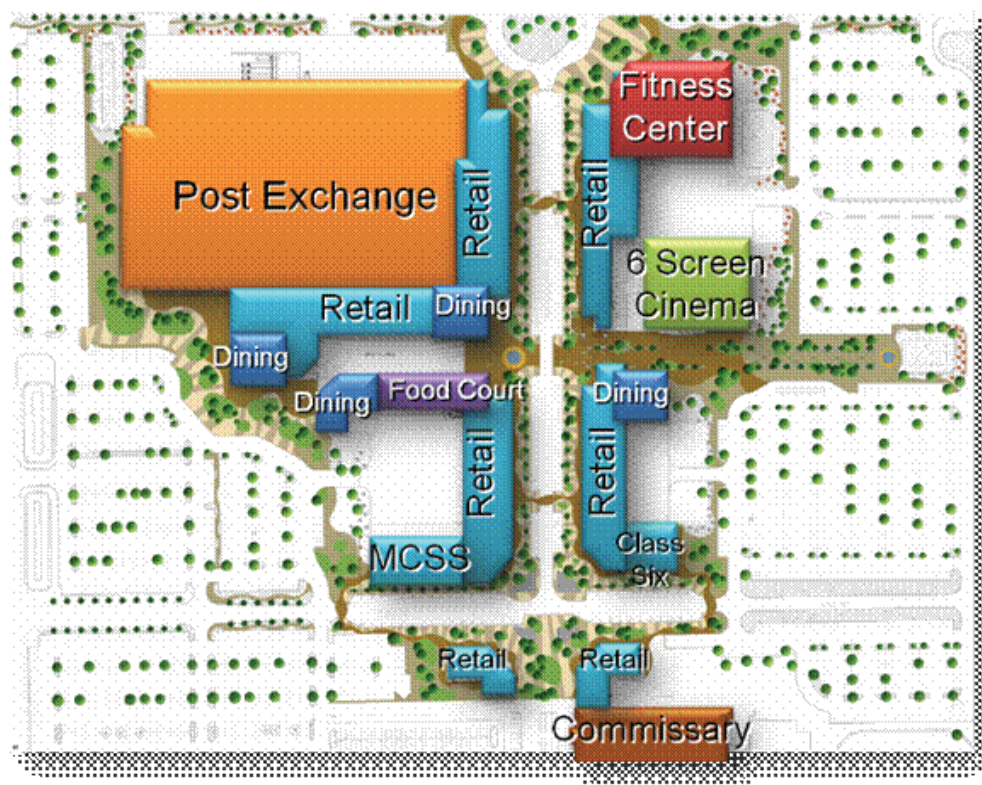 Fitness
Center
Post Exchange
Retail
Retail
6 Screen
Cinema
Retail
Dining
Dining
Dining
Food Court
Dining
Retail
Retail
MCSS
Class
Six
Retail
Retail
Commissary